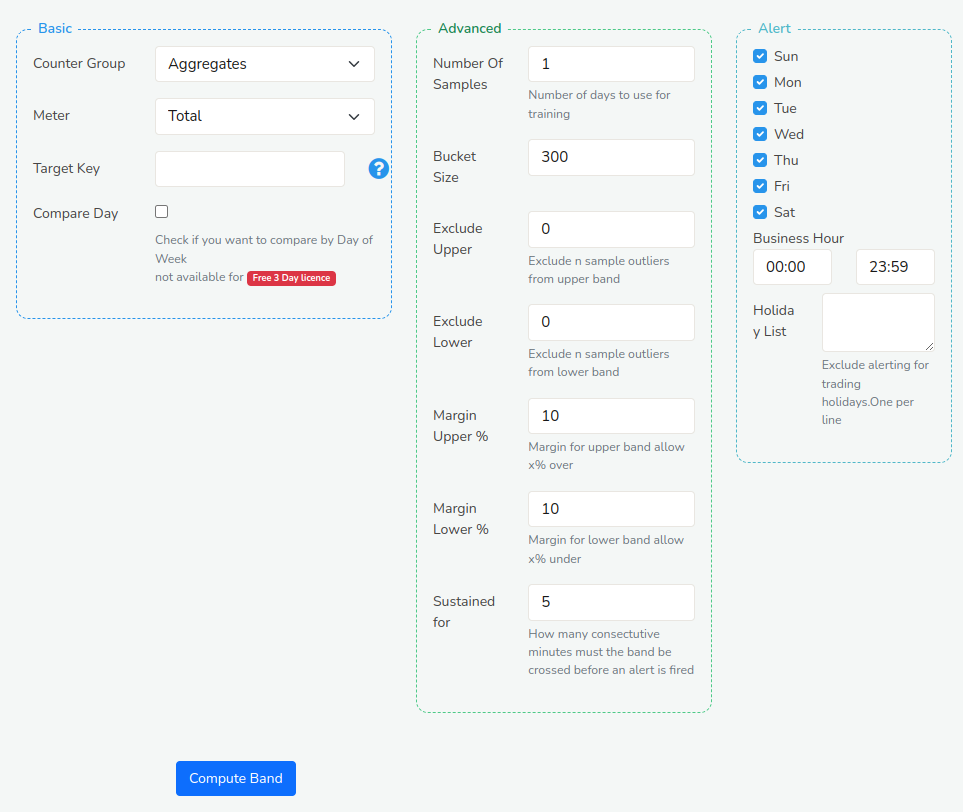 Basic
Counter Group
Aggregates
Meter
Total
Target Key
?
Compare Day
Check if you want to compare by Day of
Week
not available for Free 3 Day licence
Advanced
Number Of
Samples
1
Number of days to use for
training
Bucket
Size
300
Exclude
Upper
0
Exclude n sample outliers
from upper band
Exclude
Lower
0
Exclude n sample outliers
from lower band
Margin
Upper %
10
Margin for upper band allow
x% over
Margin
Lower %
10
Margin for lower band allow
x% under
Sustained
for
5
How many consectutive
minutes must the band be
crossed before an alert is fired
Alert
Sun
Mon
Tue
Wed
Thu
Fri
Sat
Business Hour
00:00
23:59
Holida
y List
Exclude alerting for
trading
holidays.One per
line
Compute Band